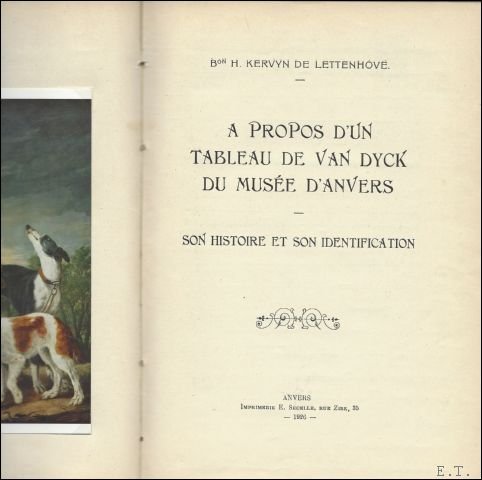 Bᵒⁿ H. KERVYN DE LETTENHOVE.
A PROPOS D'UN
TABLEAU DE VAN DYCK
DU MUSÉE D'ANVERS
SON HISTOIRE ET SON IDENTIFICATION
ANVERS
IMPRIMERIE E. SECELLE, RUE ZIRK, 35
— 1926 —
E.T.